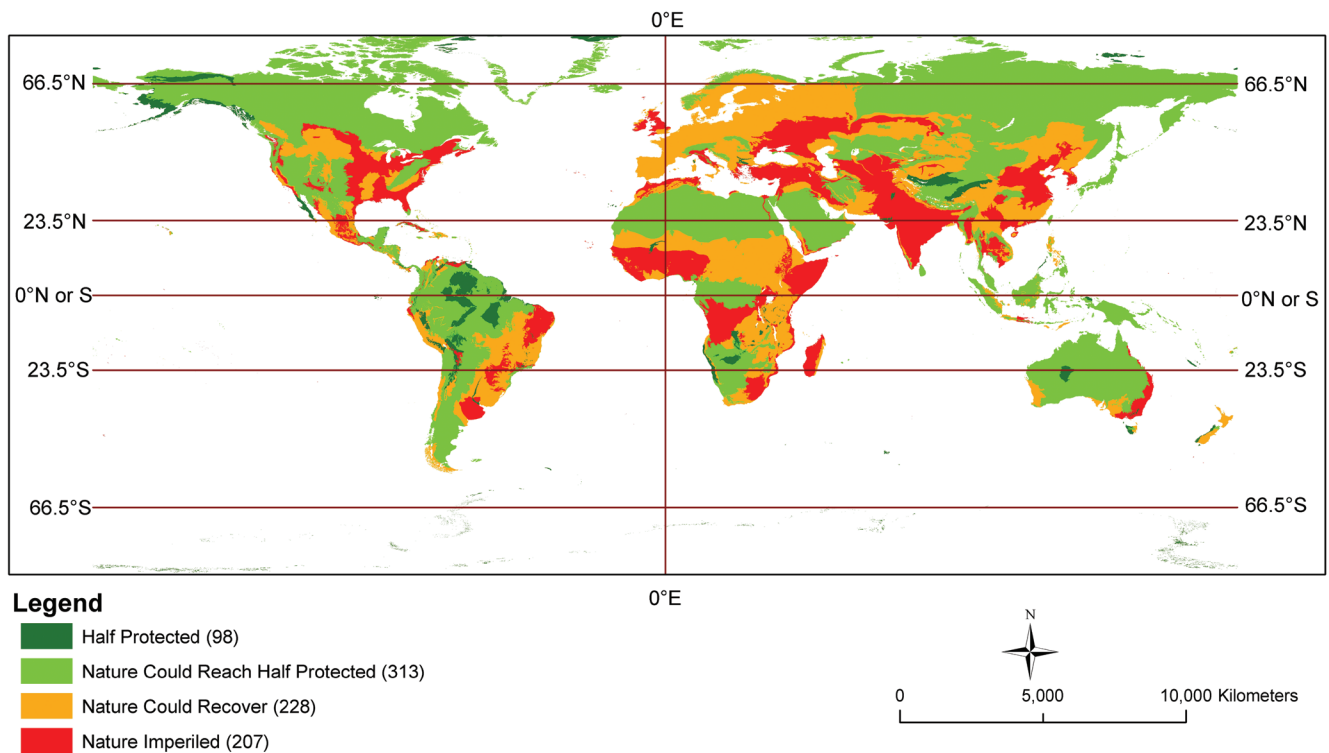 0°E
66.5°N
66.5°N
23.5°N
23.5°N
0°N or S
0°N or S
23.5°S
23.5°S
66.5°S
66.5°S
0°E
Legend
Half Protected (98)
Nature Could Reach Half Protected (313)
Nature Could Recover (228)
Nature Imperiled (207)
N
0 5,000 10,000 Kilometers